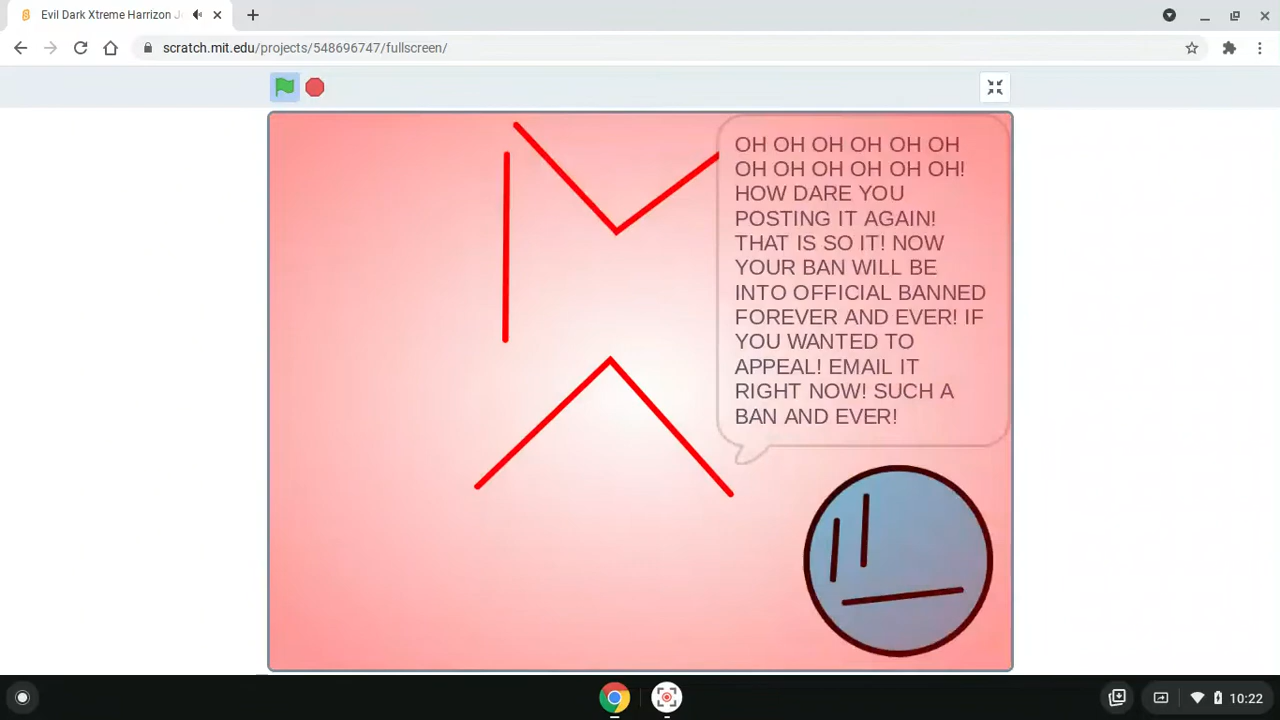 Evil Dark Xtreme Harrizon J
scratch.mit.edu/projects/548696747/fullscreen/
OH OH OH OH OH OH
OH OH OH OH OH OH!
HOW DARE YOU
POSTING IT AGAIN!
THAT IS SO IT! NOW
YOUR BAN WILL BE
INTO OFFICIAL BANNED
FOREVER AND EVER! IF
YOU WANTED TO
APPEAL! EMAIL IT
RIGHT NOW! SUCH A
BAN AND EVER!
10:22